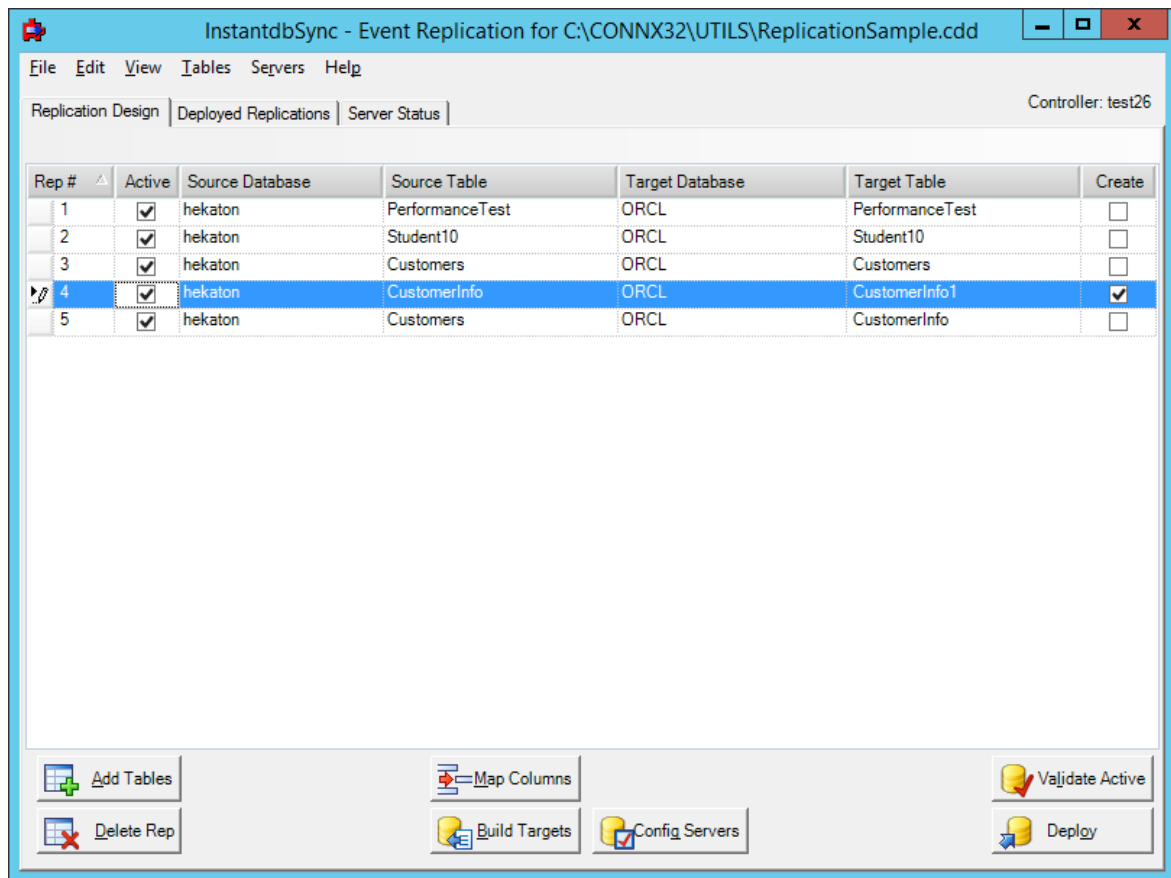 InstantdbSync - Event Replication for C:\CONNX32\UTILS\ReplicationSample.cdd
File Edit View Tables Servers Help
Replication Design Deployed Replications Server Status Controller: test26
Rep # Active Source Database Source Table Target Database Target Table Create
1 hekaton PerformanceTest ORCL PerformanceTest
2 hekaton Student10 ORCL Student10
3 hekaton Customers ORCL Customers
4 hekaton CustomerInfo ORCL CustomerInfo1
5 hekaton Customers ORCL CustomerInfo
Add Tables Map Columns Validate Active
Delete Rep Build Targets Config Servers Deploy